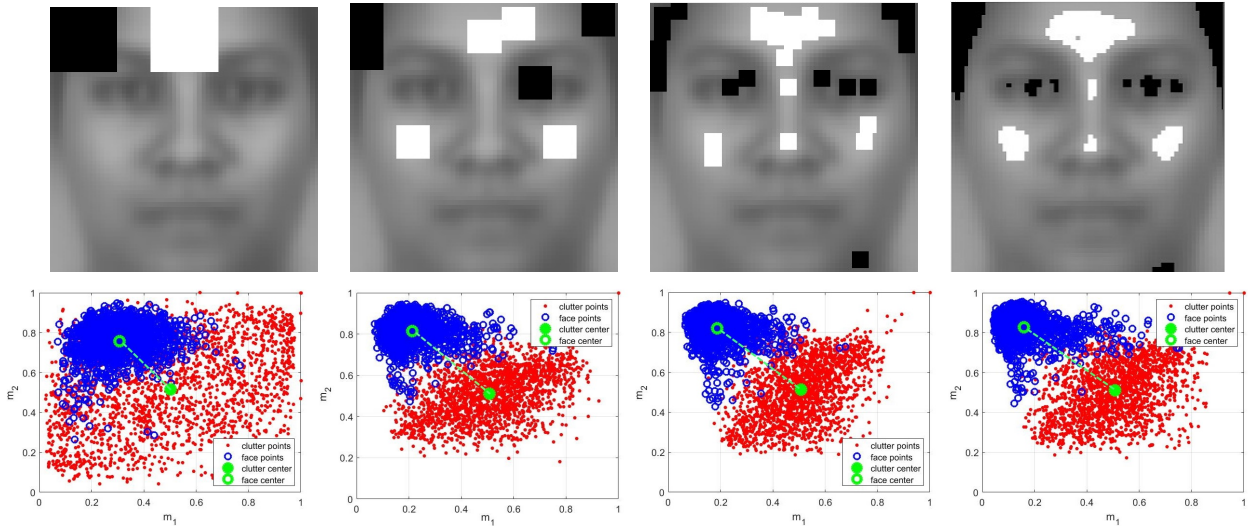 1
0.8
0.6
0.4
0.2
0
m2
clutter points
face points
clutter center
face center
0 0.2 0.4 0.6 0.8 1
m1
1
0.8
0.6
0.4
0.2
0
m2
clutter points
face points
clutter center
face center
0 0.2 0.4 0.6 0.8 1
m1
1
0.8
0.6
0.4
0.2
0
m2
clutter points
face points
clutter center
face center
0 0.2 0.4 0.6 0.8 1
m1
1
0.8
0.6
0.4
0.2
0
m2
clutter points
face points
clutter center
face center
0 0.2 0.4 0.6 0.8 1
m1